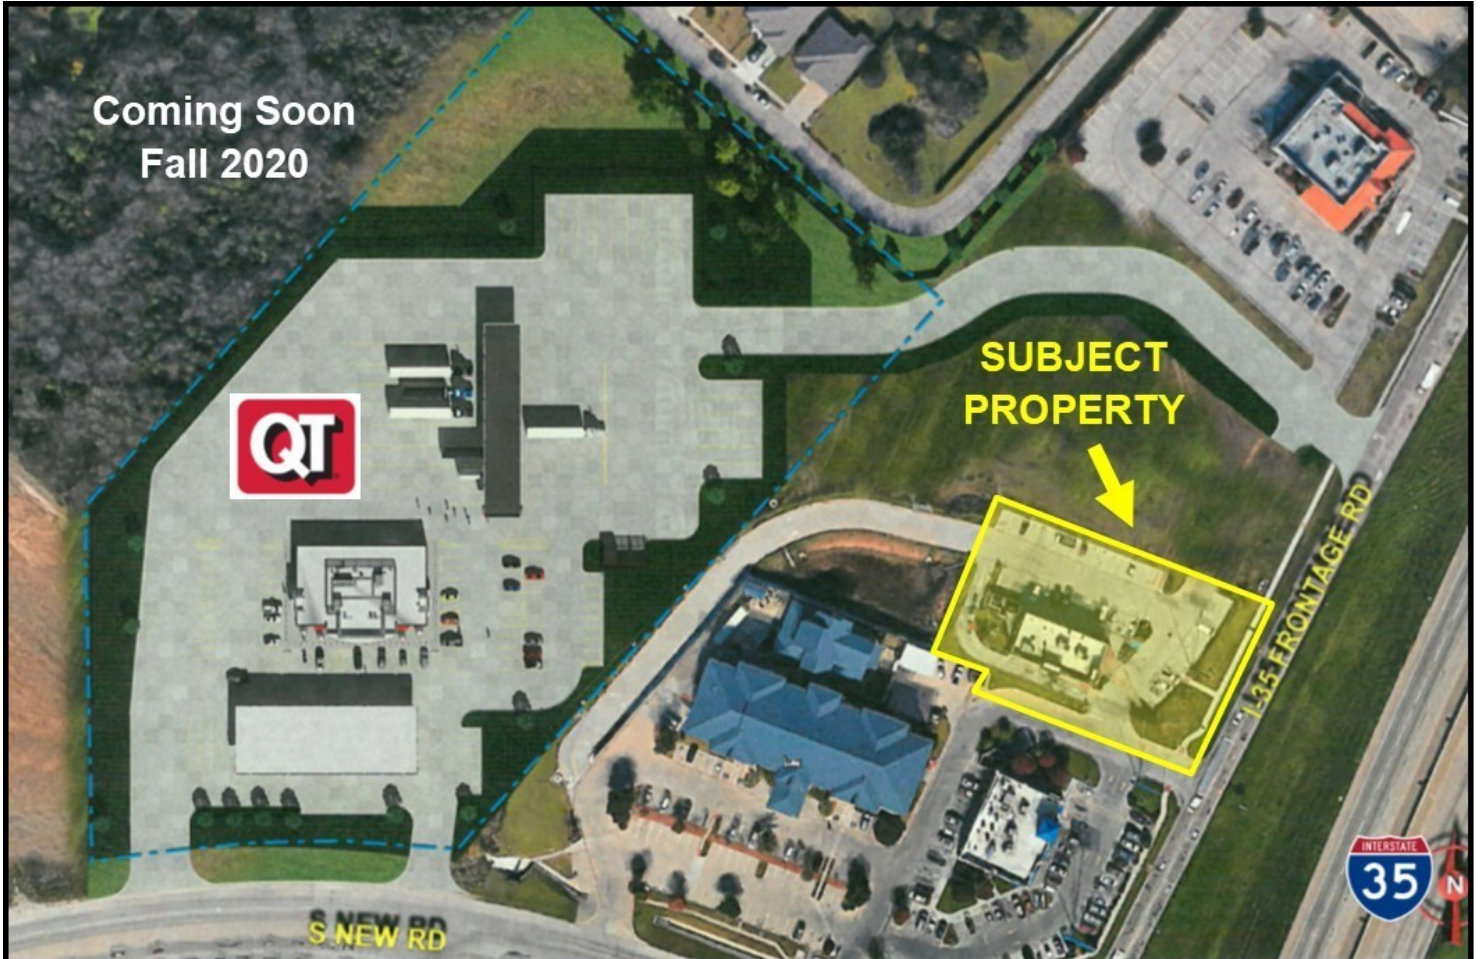 Coming Soon
Fall 2020
QT
SUBJECT
PROPERTY
I-35 FRONTAGE RD
S NEW RD
INTERSTATE
35
N